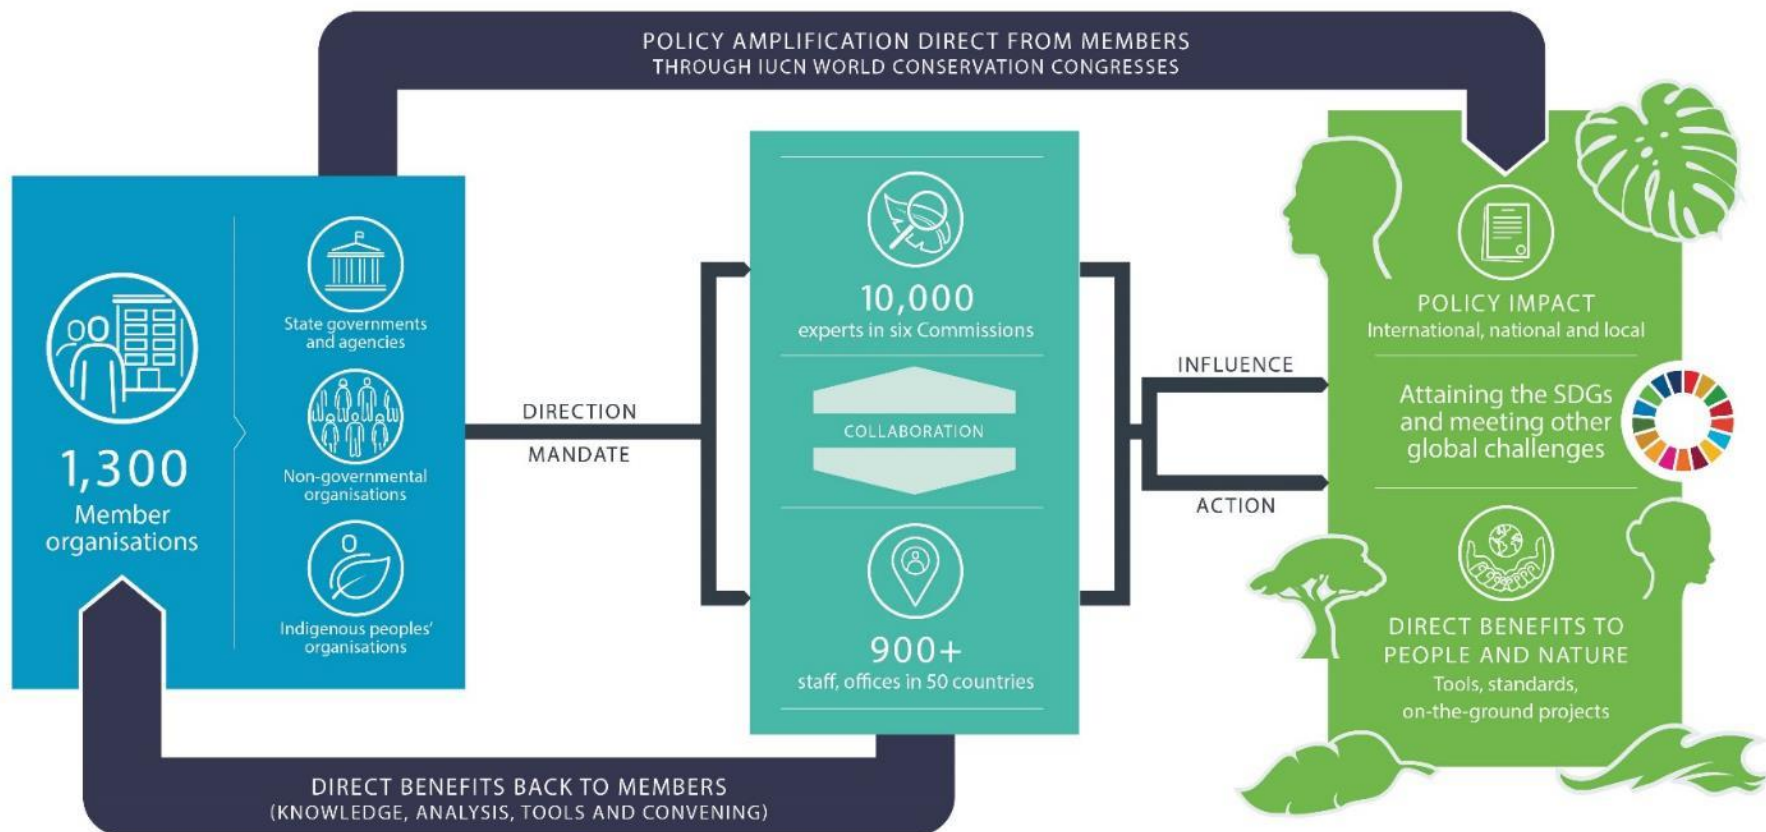 POLICY AMPLIFICATION DIRECT FROM MEMBERS
THROUGH IUCN WORLD CONSERVATION CONGRESSES
1,300
Member
organisations
State governments
and agencies
Non-governmental
organisations
Indigenous peoples'
organisations
DIRECTION
MANDATE
10,000
experts in six Commissions
COLLABORATION
900+
staff, offices in 50 countries
INFLUENCE
ACTION
POLICY IMPACT
International, national and local
Attaining the SDGs
and meeting other
global challenges
DIRECT BENEFITS TO
PEOPLE AND NATURE
Tools, standards,
on-the-ground projects
DIRECT BENEFITS BACK TO MEMBERS
(KNOWLEDGE, ANALYSIS, TOOLS AND CONVENING)